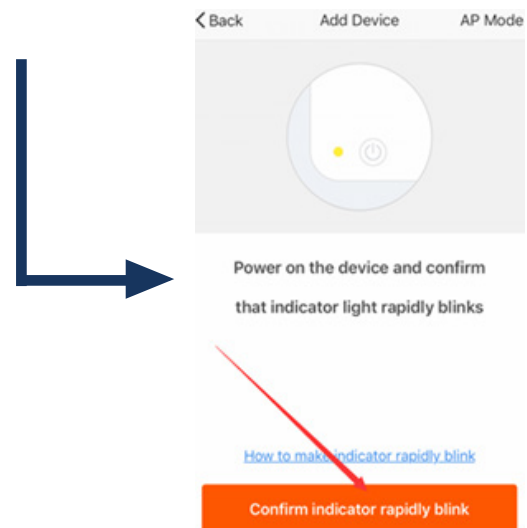 Back Add Device AP Mode
Power on the device and confirm
that indicator light rapidly blinks
How to make indicator rapidly blink
Confirm indicator rapidly blink